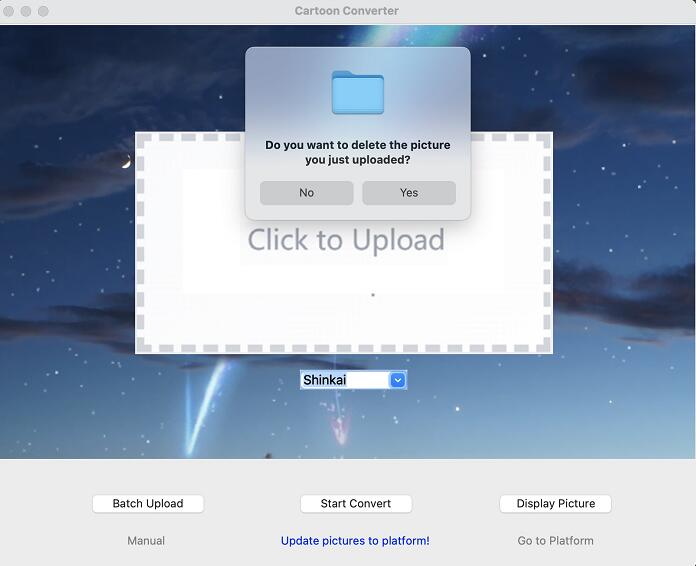 Cartoon Converter
Do you want to delete the picture
you just uploaded?
No
Yes
Click to Upload
Shinkai
Batch Upload
Start Convert
Display Picture
Manual
Update pictures to platform!
Go to Platform